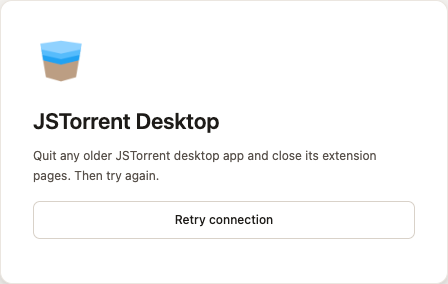 JSTorrent Desktop
Quit any older JSTorrent desktop app and close its extension
pages. Then try again.
Retry connection